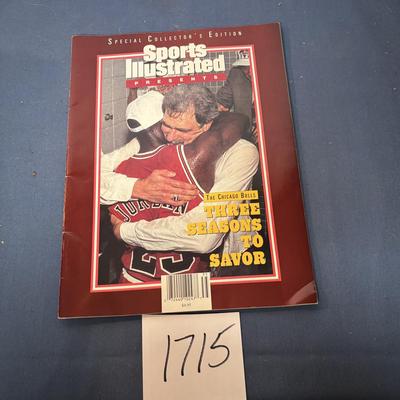 SPECIAL COLLECTOR'S EDITION
Sports
Illustrated
PRESENTS
THE CHICAGO BULLS
THREE
SEASONS
TO
SAVOR
JORDAN
23
1715